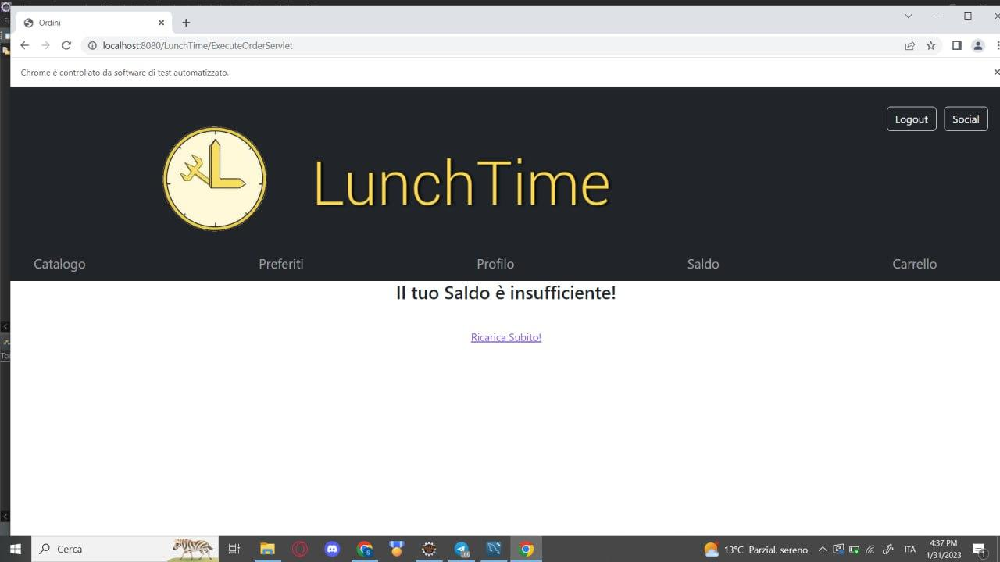 Ordini
localhost:8080/LunchTime/ExecuteOrderServlet
Chrome è controllato da software di test automatizzato.
Logout Social
LunchTime
Catalogo Preferiti Profilo Saldo Carrello
Il tuo Saldo è insufficiente!
Ricarica Subito!
Cerca
13°C Parzial. sereno
ITA
4:37 PM
1/31/2023